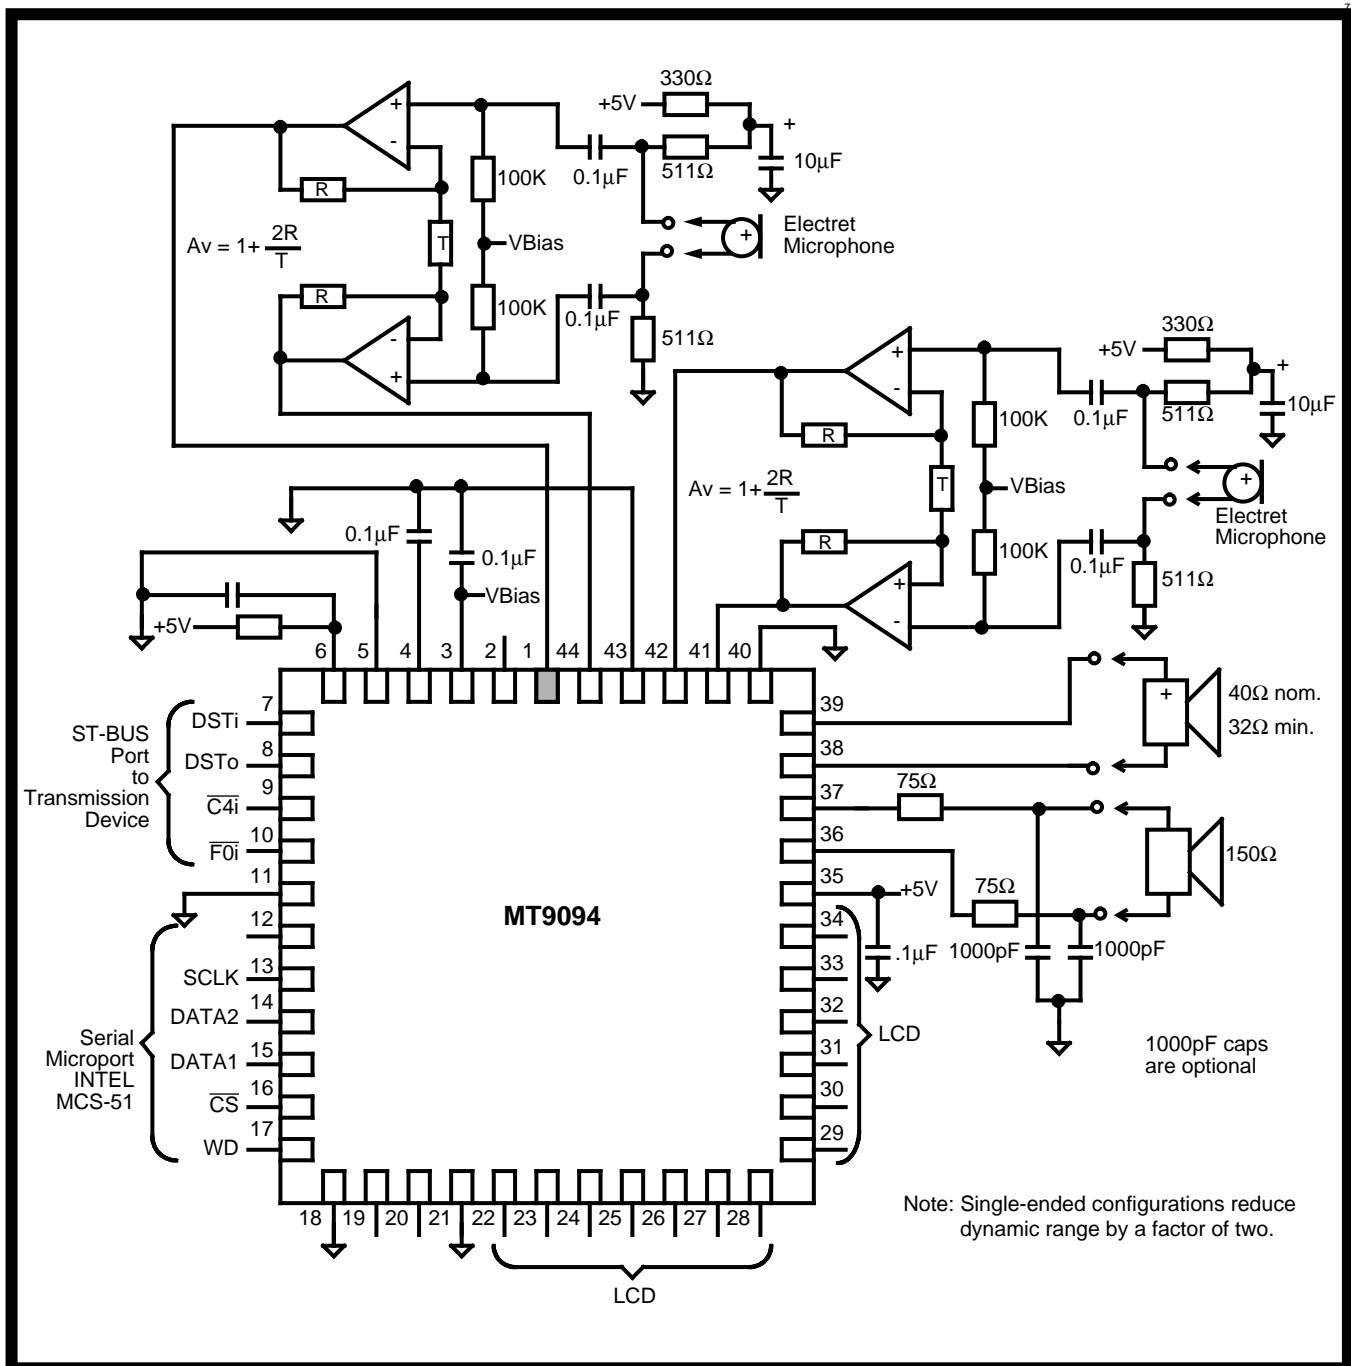 7
330Ω
+5V
+
+
-
0.1µF
511Ω
10µF
R
100K
T
VBias
+
Electret
Microphone
Av = 1+ 2R
T
R
100K
0.1µF
511Ω
-
+
330Ω
+5V
+
+
-
0.1µF
511Ω
10µF
R
100K
T
VBias
+
Electret
Microphone
Av = 1+ 2R
T
R
100K
0.1µF
511Ω
+
-
0.1µF
0.1µF
VBias
+5V
6 5 4 3 2 1 44 43 42 41 40
ST-BUS
Port
to
Transmission
Device
7
DSTi
8
DSTo
9
C4i
10
F0i
11
12
Serial
Microport
INTEL
MCS-51
13
SCLK
14
DATA2
15
DATA1
16
CS
17
WD
MT9094
39
38
37
36
35
34
33
32
31
30
29
+
40Ω nom.
32Ω min.
75Ω
150Ω
75Ω
+5V
.1µF
1000pF
1000pF
LCD
1000pF caps
are optional
18 19 20 21 22 23 24 25 26 27 28
LCD
Note: Single-ended configurations reduce
dynamic range by a factor of two.